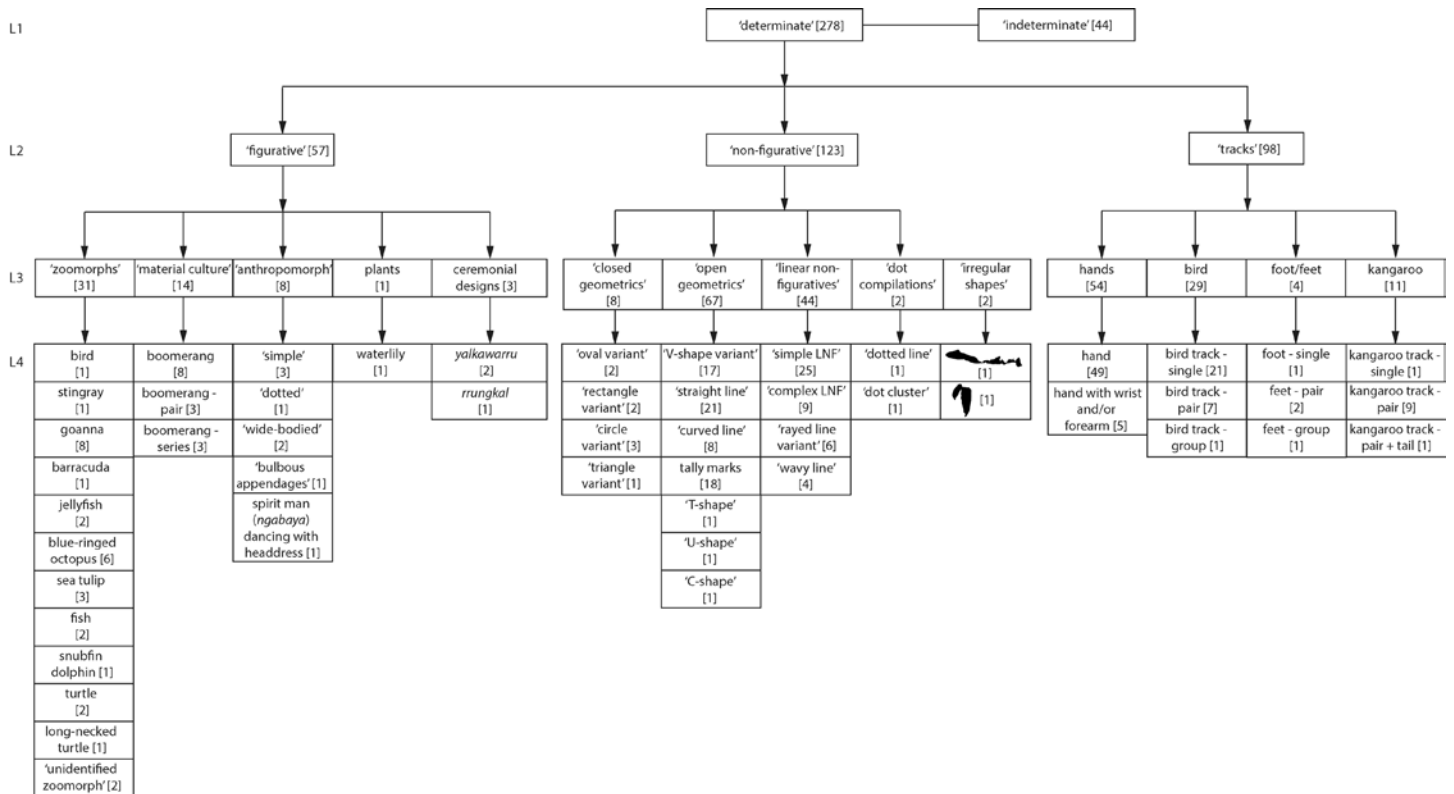 L1
‘determinate’ [278]
‘indeterminate’ [44]
L2
‘figurative’ [57]
‘non-figurative’ [123]
‘tracks’ [98]
L3
‘zoomorphs’
[31]
‘material culture’
[14]
‘anthropomorph’
[8]
plants
[1]
ceremonial
designs [3]
‘closed
geometrics’
[8]
‘open
geometrics’
[67]
‘linear non-
figuratives’
[44]
‘dot
compilations’
[2]
‘irregular
shapes’
[2]
hands
[54]
bird
[29]
foot/feet
[4]
kangaroo
[11]
L4
bird
[1]
stingray
[1]
goanna
[8]
barracuda
[1]
jellyfish
[2]
blue-ringed
octopus [6]
sea tulip
[3]
fish
[2]
snubfin
dolphin [1]
turtle
[2]
long-necked
turtle [1]
‘unidentified
zoomorph’ [2]
boomerang
[8]
boomerang -
pair [3]
boomerang -
series [3]
‘simple’
[3]
‘dotted’
[1]
‘wide-bodied’
[2]
‘bulbous
appendages’ [1]
spirit man
(ngabaya)
dancing with
headdress [1]
waterlily
[1]
yalkawarru
[2]
rrungkal
[1]
‘oval variant’
[2]
‘rectangle
variant’ [2]
‘circle
variant’ [3]
‘triangle
variant’ [1]
‘V-shape variant’
[17]
‘straight line’
[21]
‘curved line’
[8]
tally marks
[18]
‘T-shape’
[1]
‘U-shape’
[1]
‘C-shape’
[1]
‘simple LNF’
[25]
‘complex LNF’
[9]
‘rayed line
variant’ [6]
‘wavy line’
[4]
‘dotted line’
[1]
‘dot cluster’
[1]
[1]
[1]
hand
[49]
hand with wrist
and/or
forearm [5]
bird track -
single [21]
bird track -
pair [7]
bird track -
group [1]
foot - single
[1]
feet - pair
[2]
feet - group
[1]
kangaroo track -
single [1]
kangaroo track -
pair [9]
kangaroo track -
pair + tail [1]